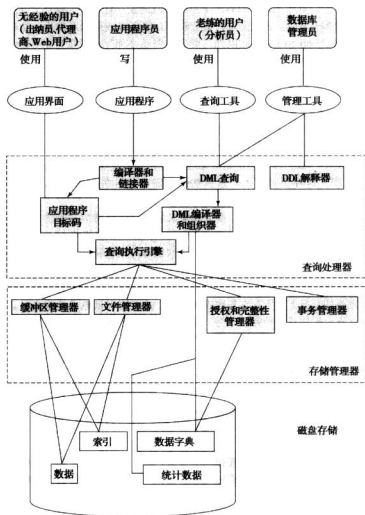 无经验的用户
（出纳员、代理
商、Web用户）
应用程序员
老练的用户
（分析员）
数据库
管理员
使用
写
使用
使用
应用界面
应用程序
查询工具
管理工具
编译器和
链接器
DML查询
DDL解释器
应用程序
目标码
DML编译器
和组织器
查询执行引擎
查询处理器
缓冲区管理器
文件管理器
授权和完整性
管理器
事务管理器
存储管理器
索引
数据字典
磁盘存储
数据
统计数据